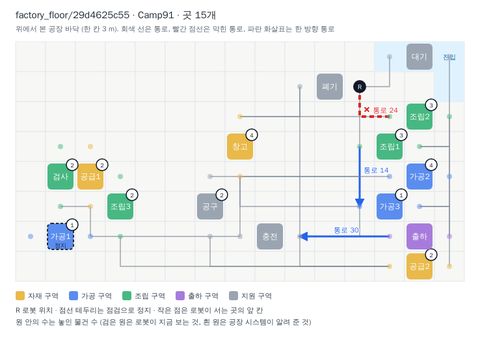 factory_floor/29d4625c55 · Camp91 · 곳 15개
위에서 본 공장 바닥 (한 칸 3 m). 회색 선은 통로, 빨간 점선은 막힌 통로, 파란 화살표는 한 방향 통로
대기
폐기
R
통로 24
조립2
3
창고
4
조립1
3
검사
2
공급1
2
통로 14
가공2
4
조립3
2
공구
2
가공3
1
가공1
1
충전
통로 30
출하
공급2
2
자재 구역
가공 구역
조립 구역
출하 구역
지원 구역
R 로봇 위치 · 점선 테두리는 점검으로 정지 · 작은 점은 로봇이 서는 곳의 앞 칸
원 안의 수는 놓인 물건 수 (검은 원은 로봇이 지금 보는 것, 흰 원은 공장 시스템이 알려 준 것)